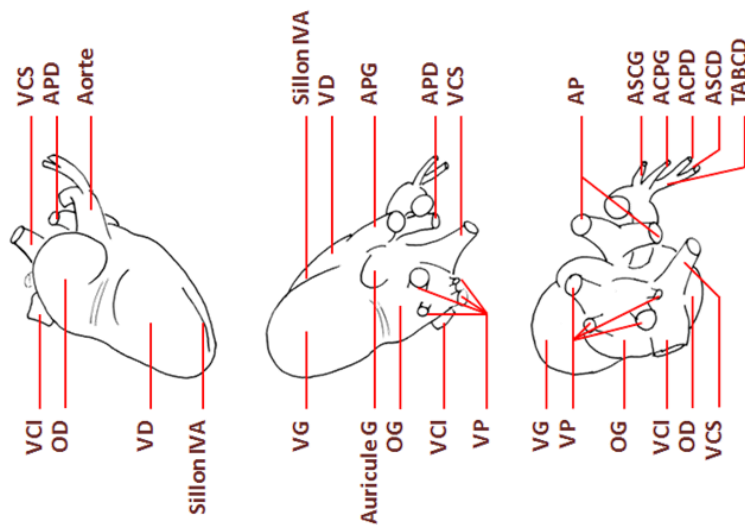 VCS
APD
Aorte
VCI
OD
VD
Sillon IVA
Sillon IVA
VD
APG
APD
VCS
VG
Auricule G
OG
VCI
VP
AP
ASCG
ACPG
ACPD
ASCD
TABCD
VG
VP
OG
VCI
OD
VCS